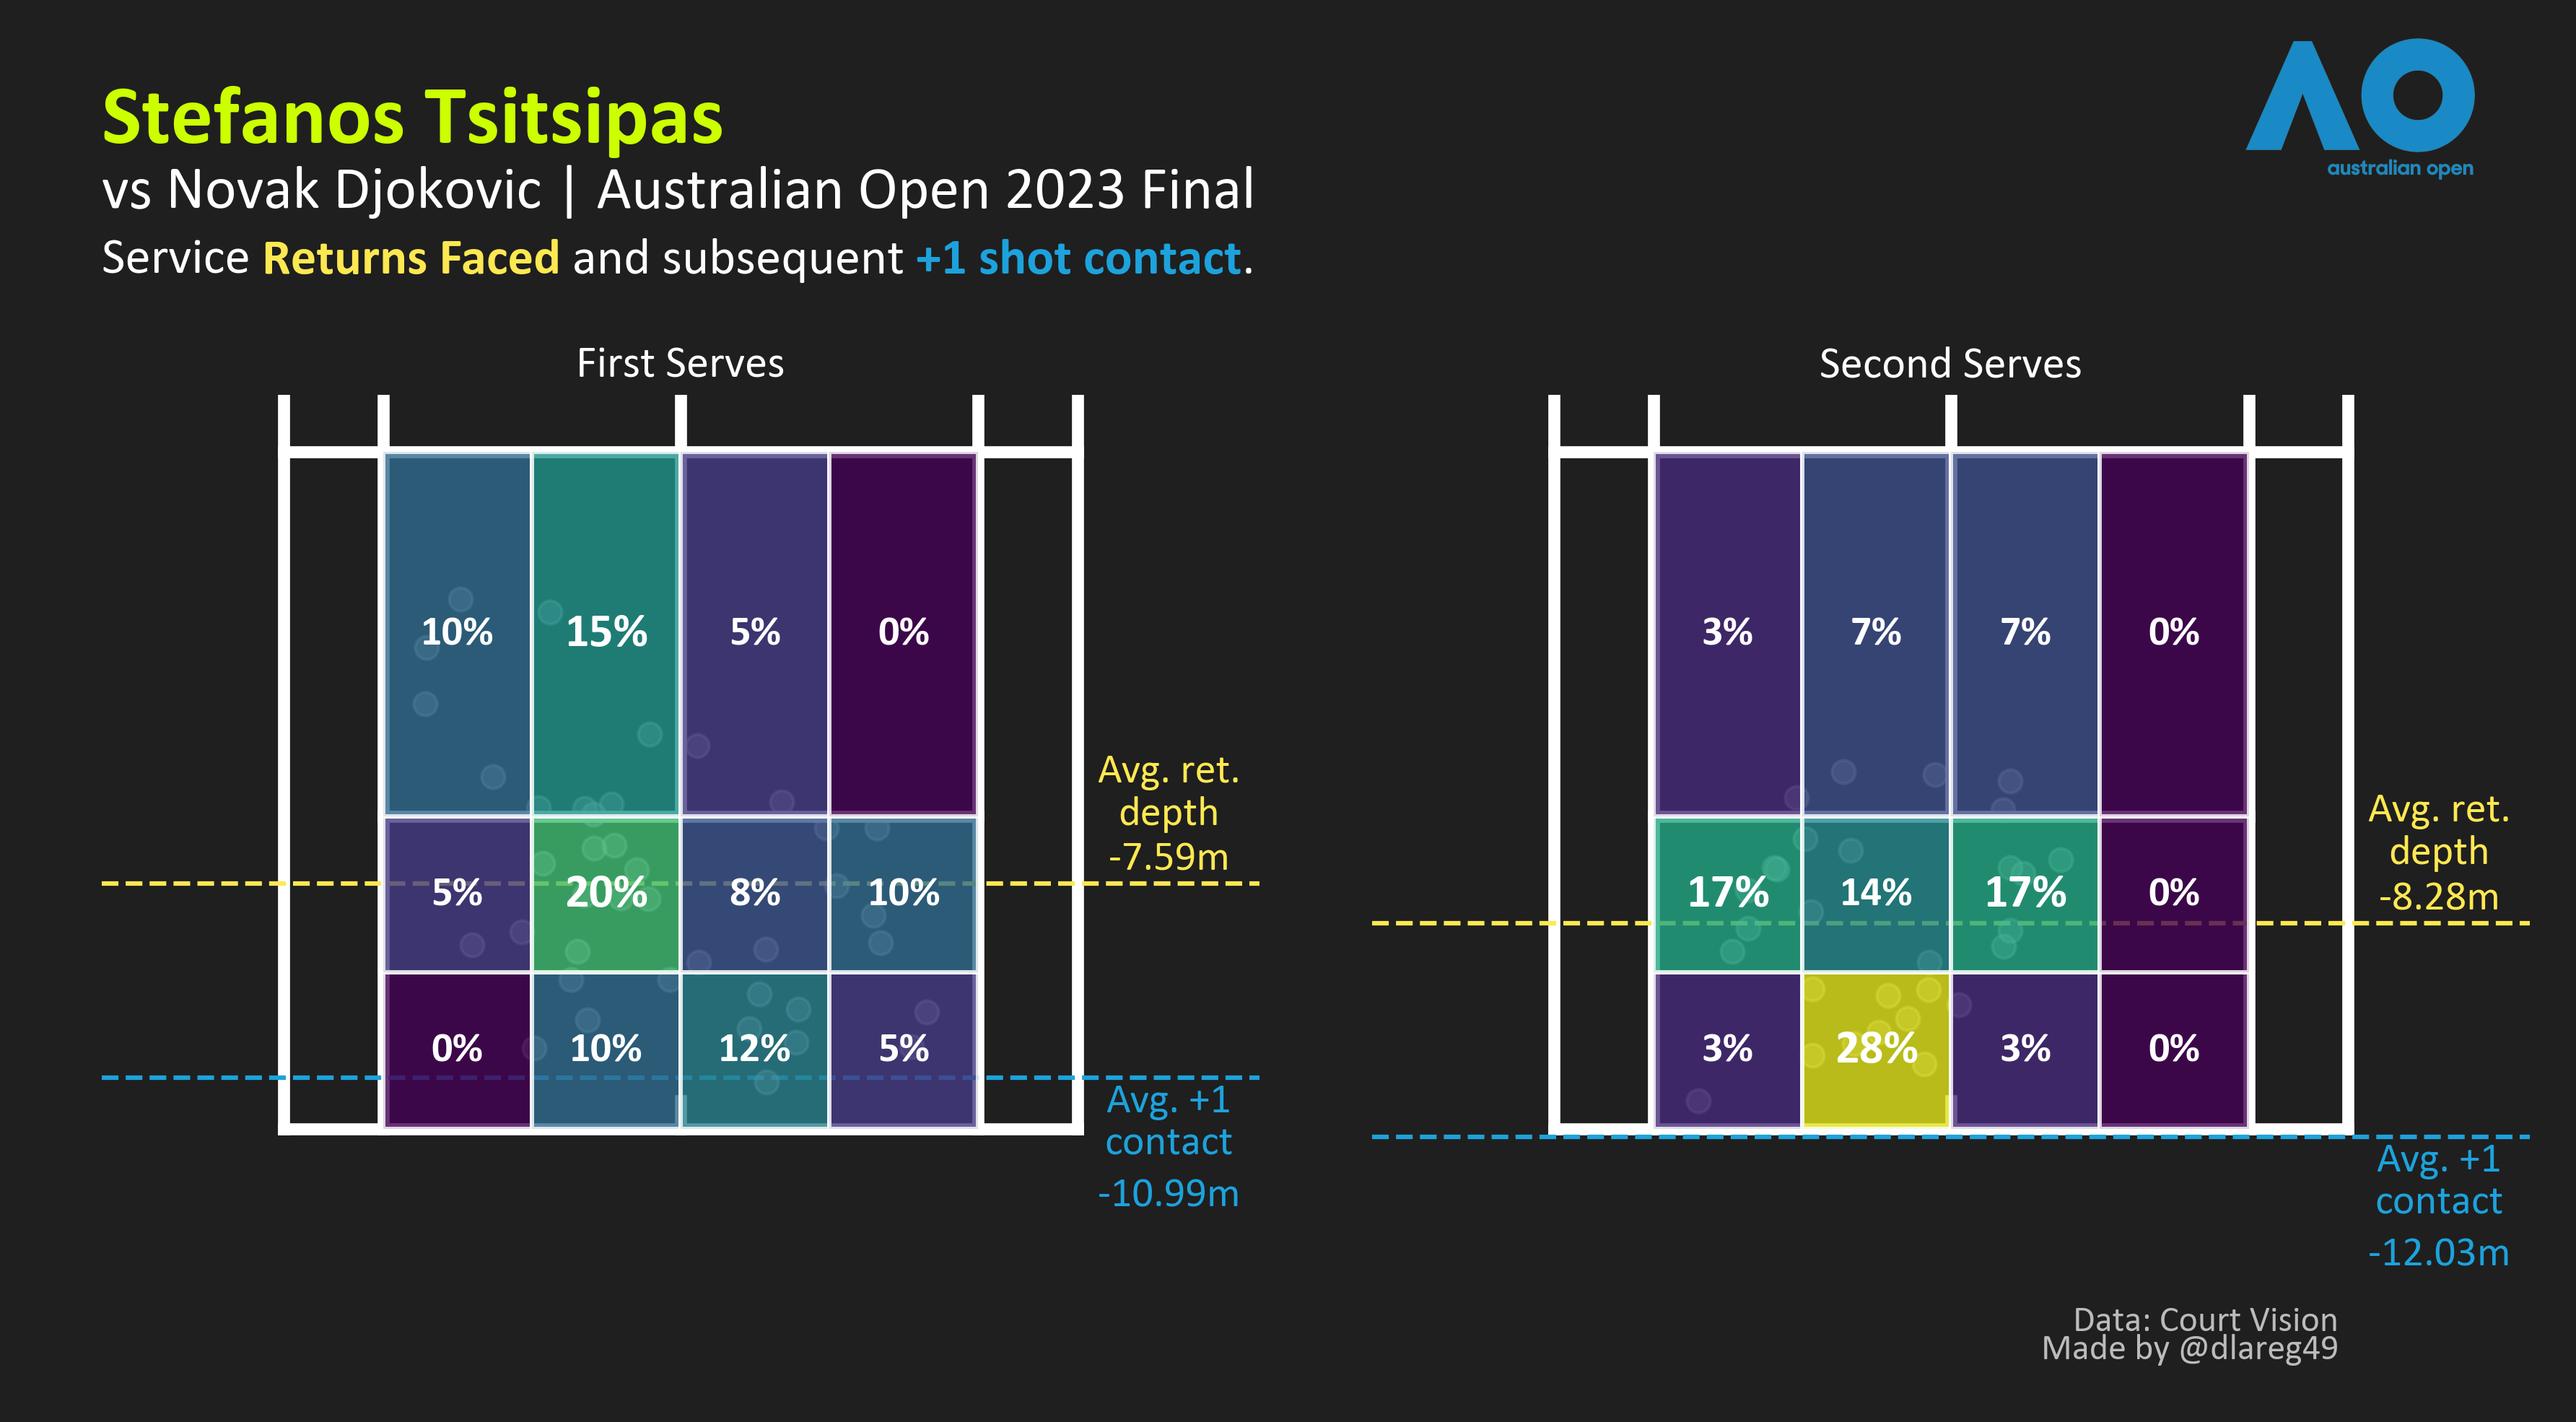 Stefanos Tsitsipas
vs Novak Djokovic | Australian Open 2023 Final
Service Returns Faced and subsequent +1 shot contact.
AO
australian open
First Serves
10% 15% 5% 0%
5% 20% 8% 10%
0% 10% 12% 5%
Avg. ret.
depth
-7.59m
Avg. +1
contact
-10.99m
Second Serves
3% 7% 7% 0%
17% 14% 17% 0%
3% 28% 3% 0%
Avg. ret.
depth
-8.28m
Avg. +1
contact
-12.03m
Data: Court Vision
Made by @dlareg49